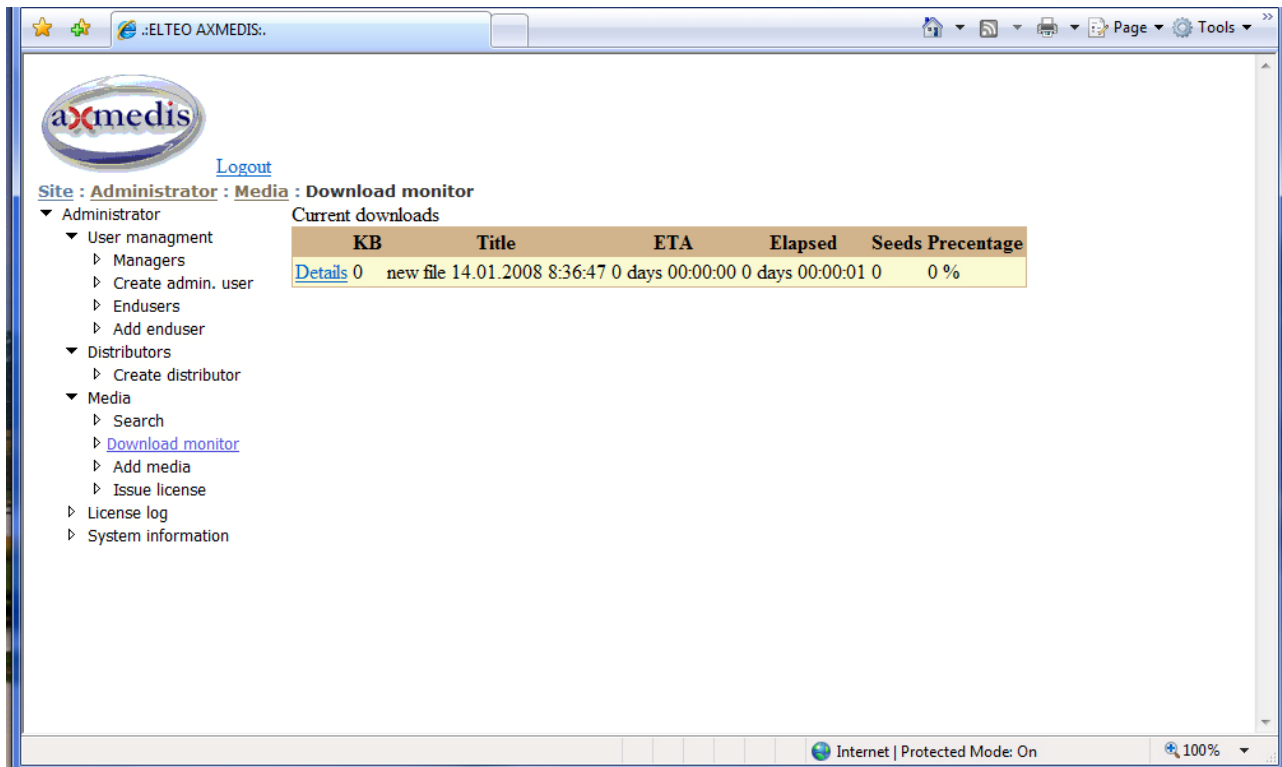 .:ELTEO AXMEDIS:.
Page Tools »
axmedis
Logout
Site : Administrator : Media : Download monitor
Administrator
User managment
Managers
Create admin. user
Endusers
Add enduser
Distributors
Create distributor
Media
Search
Download monitor
Add media
Issue license
License log
System information
Current downloads
KB Title ETA Elapsed Seeds Precentage
Details 0 new file 14.01.2008 8:36:47 0 days 00:00:00 0 days 00:00:01 0 0 %
Internet | Protected Mode: On 100%